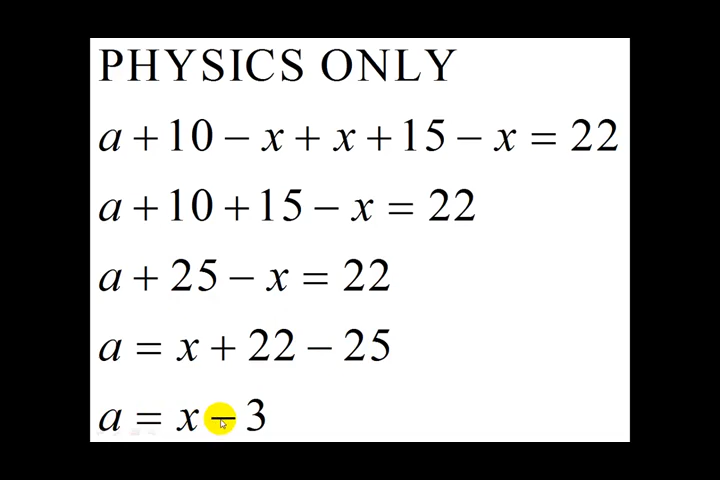 PHYSICS ONLY
a + 10 − x + x + 15 − x = 22
a + 10 + 15 − x = 22
a + 25 − x = 22
a = x + 22 − 25
a = x − 3